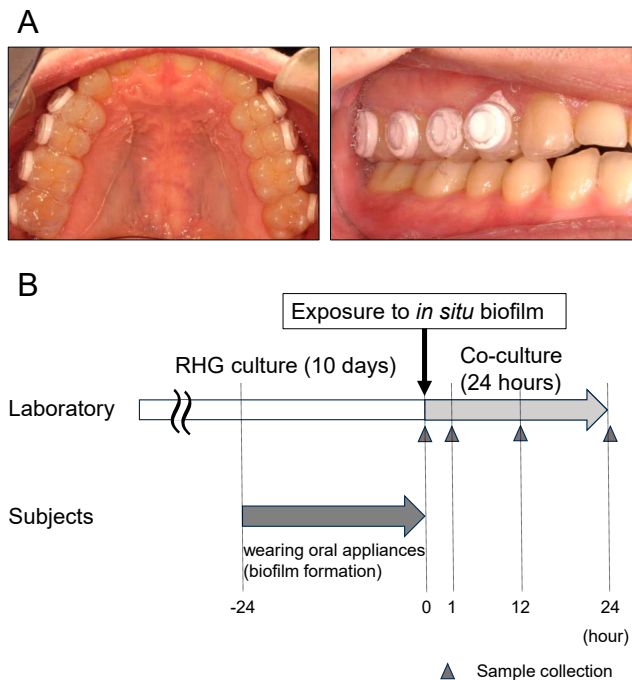 A
B
Exposure to in situ biofilm
RHG culture (10 days)
Co-culture
(24 hours)
Laboratory
Subjects
wearing oral appliances
(biofilm formation)
-24
0
1
12
24
(hour)
Sample collection